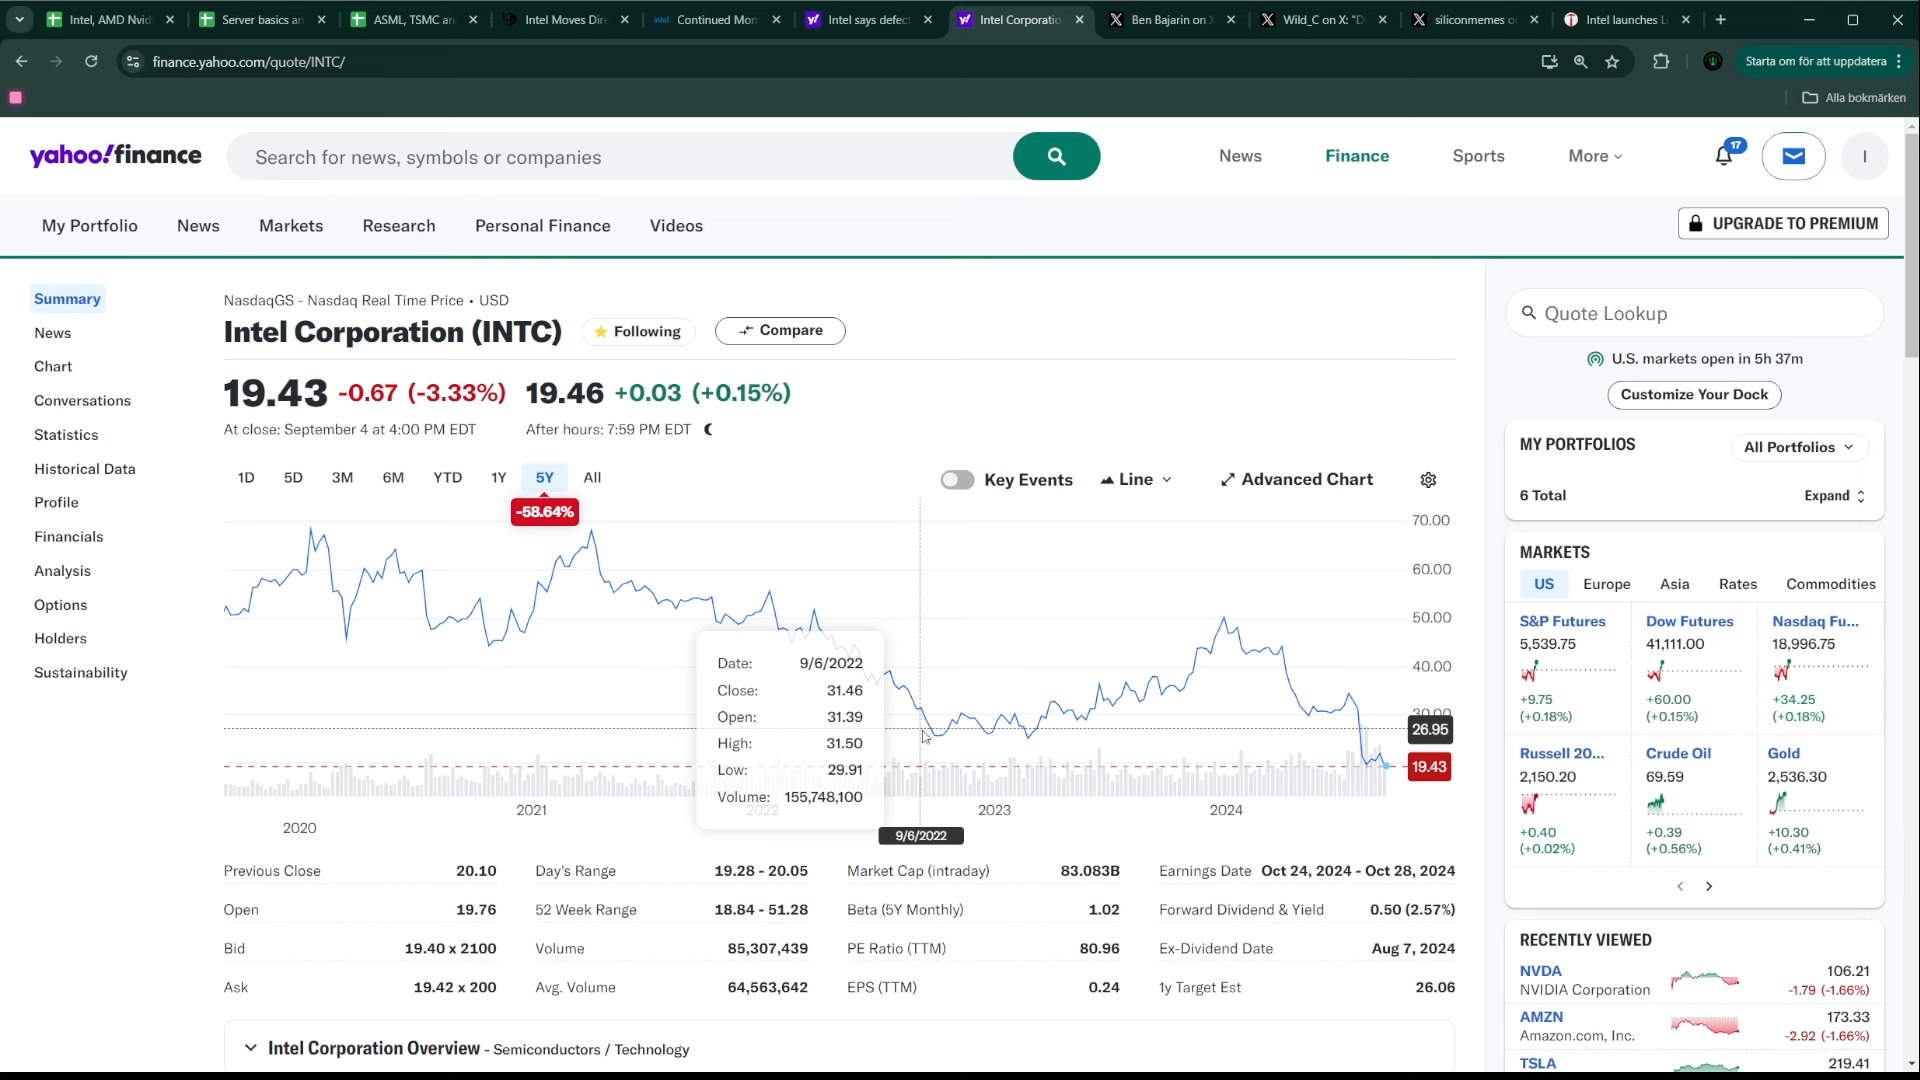 Intel, AMD Nvid
Server basics an
ASML, TSMC an
Intel Moves Dire
intel
Continued Mom
Intel says defect
Intel Corporatio
Ben Bajarin on X
Wild_C on X: "D
siliconmemes o
Intel launches L
finance.yahoo.com/quote/INTC/
Starta om för att uppdatera
Alla bokmärken
yahoo!finance
Search for news, symbols or companies
News
Finance
Sports
More
17
I
My Portfolio
News
Markets
Research
Personal Finance
Videos
UPGRADE TO PREMIUM
Summary
News
Chart
Conversations
Statistics
Historical Data
Profile
Financials
Analysis
Options
Holders
Sustainability
NasdaqGS - Nasdaq Real Time Price • USD
Intel Corporation (INTC)
Following
Compare
19.43 -0.67 (-3.33%) 19.46 +0.03 (+0.15%)
At close: September 4 at 4:00 PM EDT
After hours: 7:59 PM EDT
1D 5D 3M 6M YTD 1Y 5Y All
Key Events
Line
Advanced Chart
-58.64%
70.00
60.00
50.00
40.00
30.00
26.95
19.43
Date: 9/6/2022
Close: 31.46
Open: 31.39
High: 31.50
Low: 29.91
Volume: 155,748,100
2020
2021
2022
2023
2024
9/6/2022
Previous Close 20.10
Day's Range 19.28 - 20.05
Market Cap (intraday) 83.083B
Earnings Date Oct 24, 2024 - Oct 28, 2024
Open 19.76
52 Week Range 18.84 - 51.28
Beta (5Y Monthly) 1.02
Forward Dividend & Yield 0.50 (2.57%)
Bid 19.40 x 2100
Volume 85,307,439
PE Ratio (TTM) 80.96
Ex-Dividend Date Aug 7, 2024
Ask 19.42 x 200
Avg. Volume 64,563,642
EPS (TTM) 0.24
1y Target Est 26.06
Intel Corporation Overview - Semiconductors / Technology
Quote Lookup
U.S. markets open in 5h 37m
Customize Your Dock
MY PORTFOLIOS
All Portfolios
6 Total
Expand
MARKETS
US Europe Asia Rates Commodities
S&P Futures
5,539.75
+9.75
(+0.18%)
Dow Futures
41,111.00
+60.00
(+0.15%)
Nasdaq Fu...
18,996.75
+34.25
(+0.18%)
Russell 20...
2,150.20
+0.40
(+0.02%)
Crude Oil
69.59
+0.39
(+0.56%)
Gold
2,536.30
+10.30
(+0.41%)
RECENTLY VIEWED
NVDA 106.21
NVIDIA Corporation -1.79 (-1.66%)
AMZN 173.33
Amazon.com, Inc. -2.92 (-1.66%)
TSLA 219.41